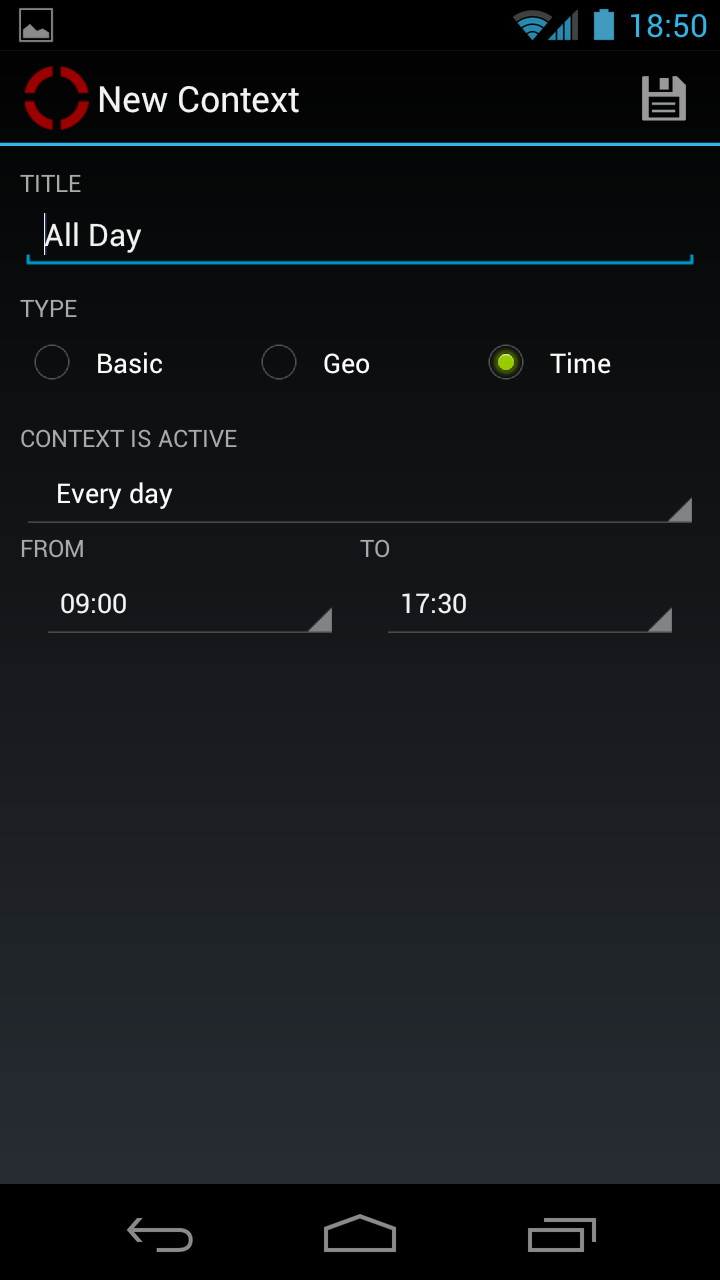 18:50
New Context
TITLE
All Day
TYPE
Basic Geo Time
CONTEXT IS ACTIVE
Every day
FROM TO
09:00 17:30